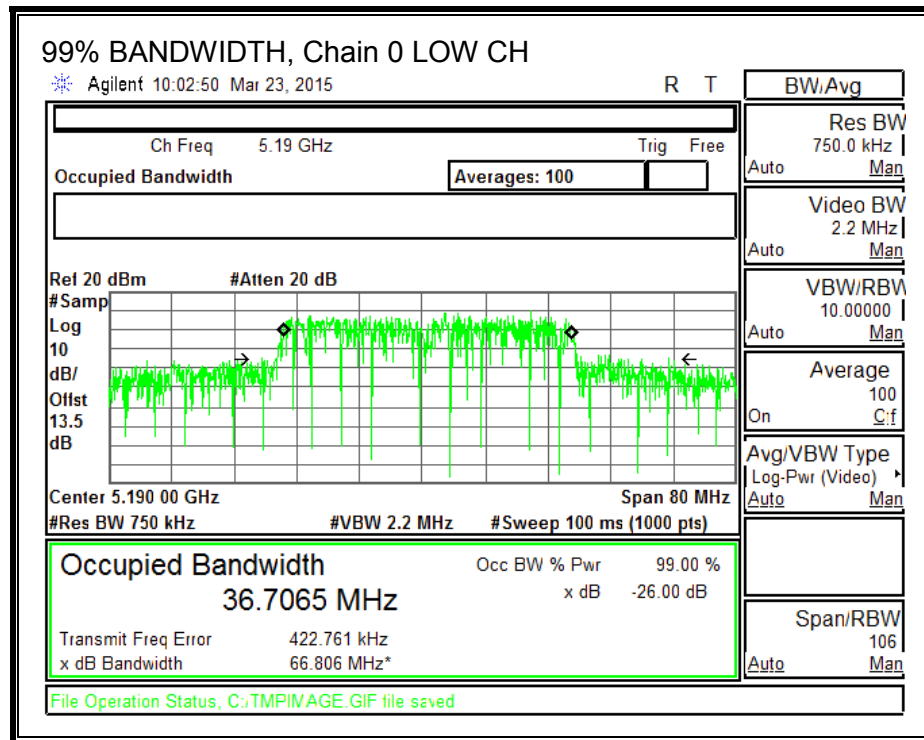 99% BANDWIDTH, Chain 0 LOW CH
Agilent 10:02:50 Mar 23, 2015 R T
BW/Avg
Ch Freq 5.19 GHz Trig Free
Occupied Bandwidth Averages: 100
Res BW
750.0 kHz
Auto Man
Video BW
2.2 MHz
Auto Man
VBW/RBW
10.00000
Auto Man
Average
100
On
Avg/VBW Type
Log-Pwr (Video)
Auto Man
Span/RBW
106
Auto Man
Ref 20 dBm #Atten 20 dB
#Samp
Log
10
dB/
Offst
13.5
dB
Center 5.190 00 GHz Span 80 MHz
#Res BW 750 kHz #VBW 2.2 MHz #Sweep 100 ms (1000 pts)
Occupied Bandwidth
36.7065 MHz
Occ BW % Pwr 99.00 %
x dB -26.00 dB
Transmit Freq Error 422.761 kHz
x dB Bandwidth 66.806 MHz*
File Operation Status, C:/TMPIMAGE.GIF file saved